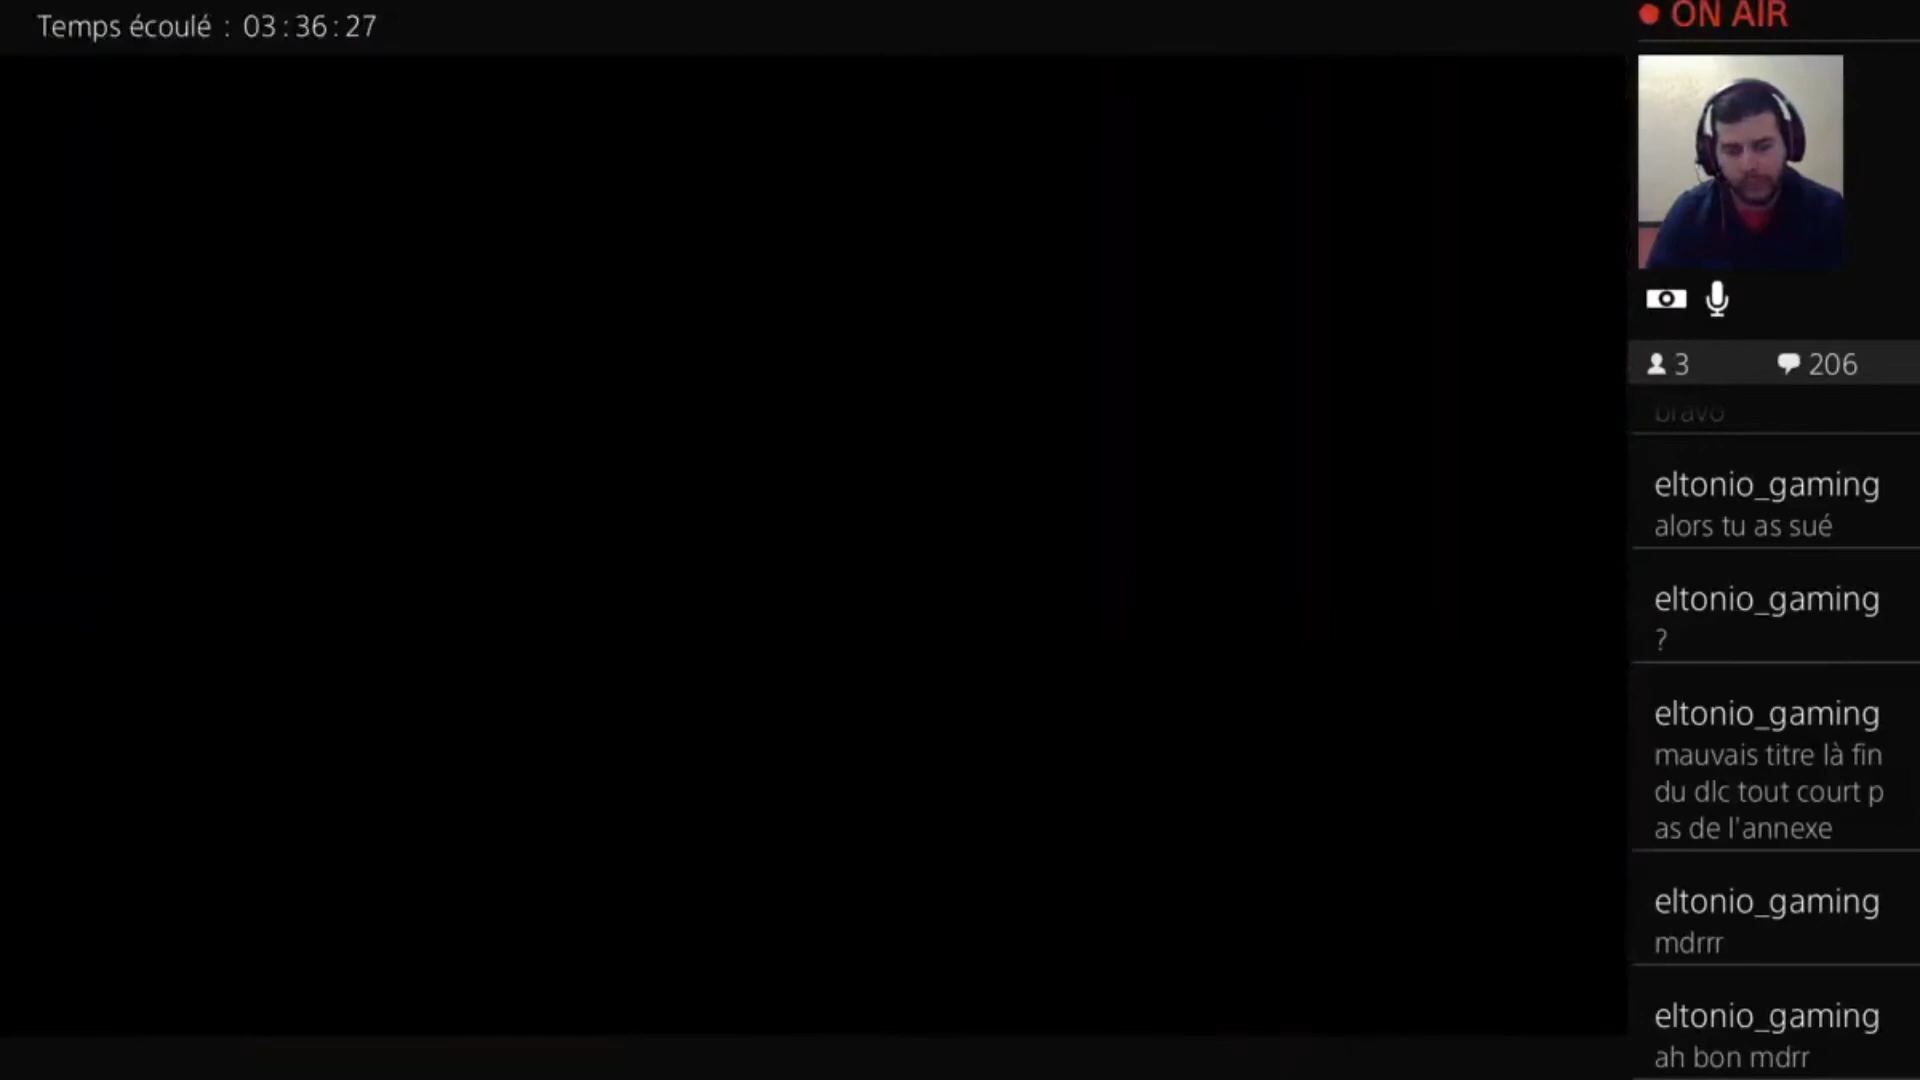 Temps écoulé : 03:36:27
ON AIR
3 206
bravo
eltonio_gaming
alors tu as sué
eltonio_gaming
?
eltonio_gaming
mauvais titre là fin
du dlc tout court p
as de l'annexe
eltonio_gaming
mdrrr
eltonio_gaming
ah bon mdrr